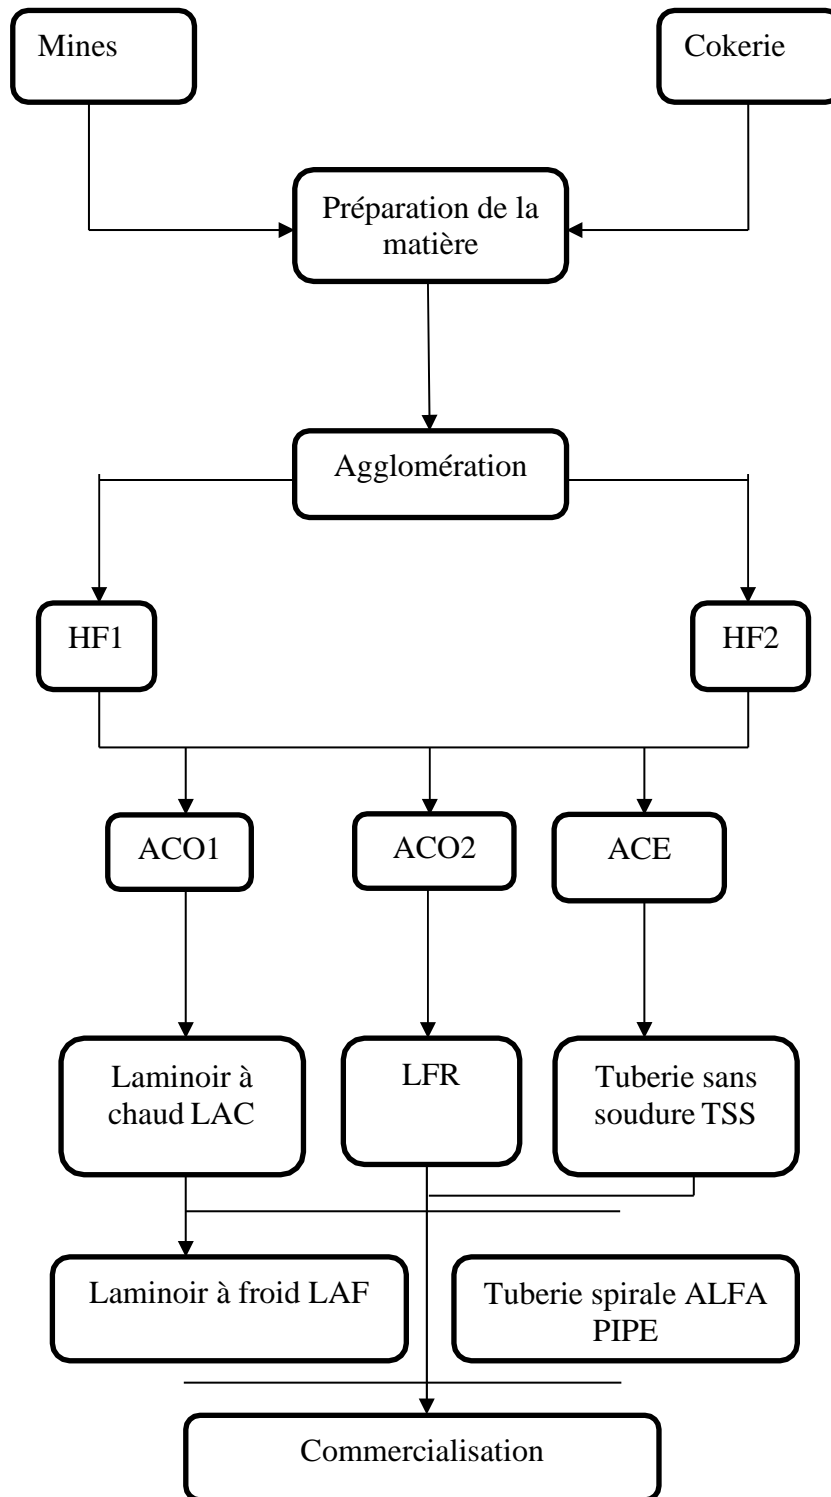 Mines
Cokerie
Préparation de la
matière
Agglomération
HF1
HF2
ACO1
ACO2
ACE
Laminoir à
chaud LAC
LFR
Tuberie sans
soudure TSS
Laminoir à froid LAF
Tuberie spirale ALFA
PIPE
Commercialisation